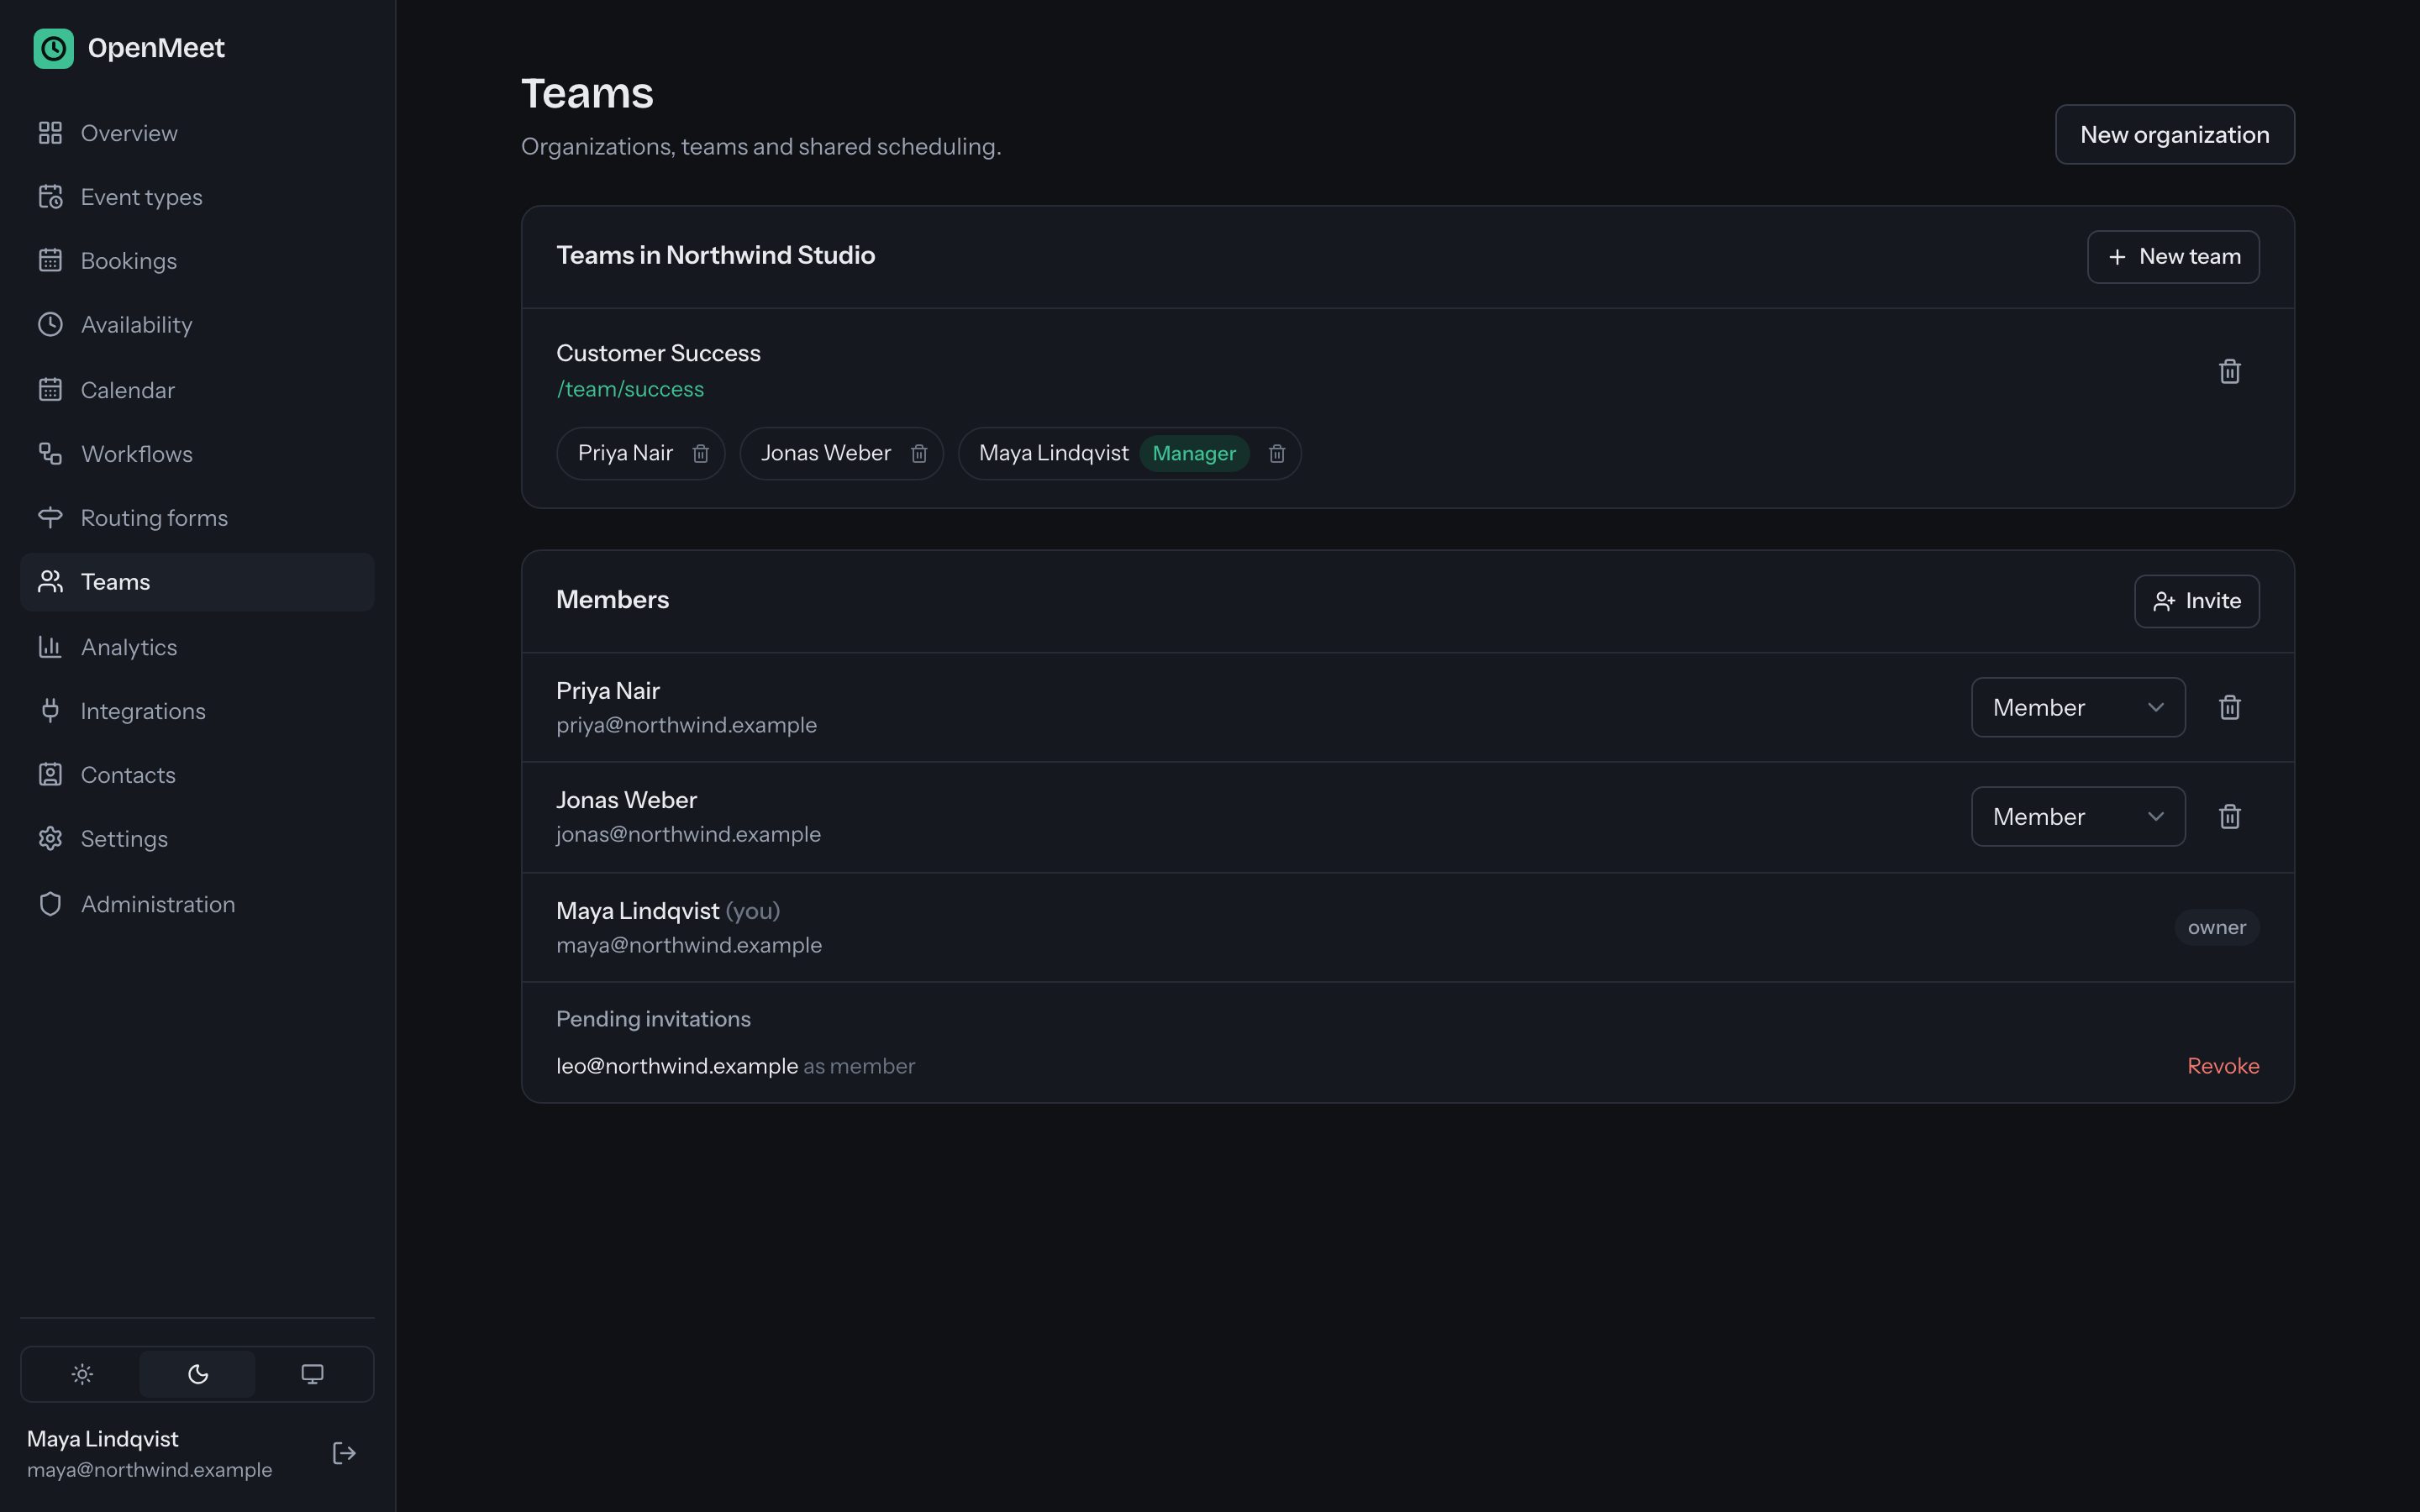 OpenMeet
Overview
Event types
Bookings
Availability
Calendar
Workflows
Routing forms
Teams
Analytics
Integrations
Contacts
Settings
Administration
Maya Lindqvist
maya@northwind.example
Teams
Organizations, teams and shared scheduling.
New organization
Teams in Northwind Studio
New team
Customer Success
/team/success
Priya Nair
Jonas Weber
Maya Lindqvist Manager
Members
Invite
Priya Nair
priya@northwind.example
Member
Jonas Weber
jonas@northwind.example
Member
Maya Lindqvist (you)
maya@northwind.example
owner
Pending invitations
leo@northwind.example as member
Revoke